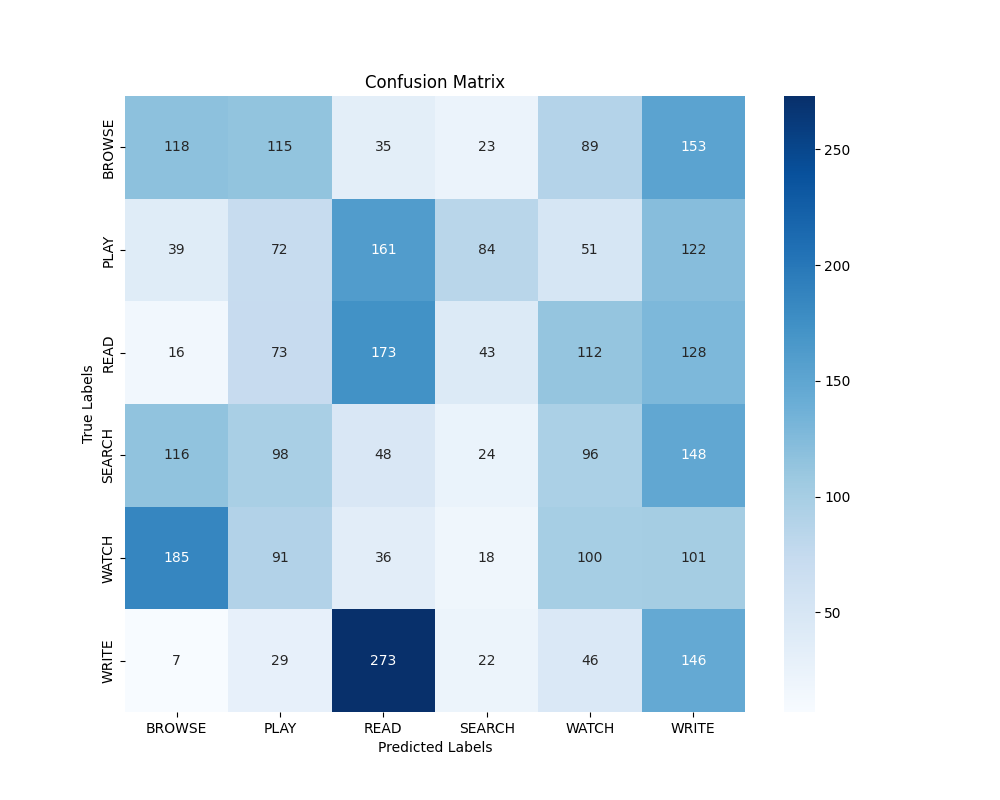 Confusion Matrix
True Labels
BROWSE 118 115 35 23 89 153
PLAY 39 72 161 84 51 122
READ 16 73 173 43 112 128
SEARCH 116 98 48 24 96 148
WATCH 185 91 36 18 100 101
WRITE 7 29 273 22 46 146
BROWSE PLAY READ SEARCH WATCH WRITE
Predicted Labels
250
200
150
100
50